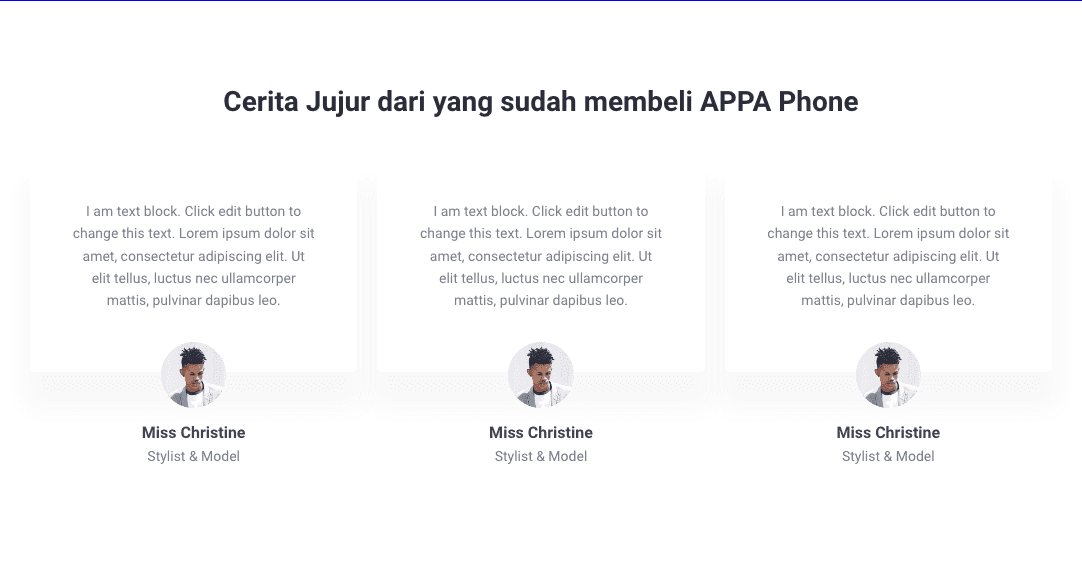 Cerita Jujur dari yang sudah membeli APPA Phone
I am text block. Click edit button to
change this text. Lorem ipsum dolor sit
amet, consectetur adipiscing elit. Ut
elit tellus, luctus nec ullamcorper
mattis, pulvinar dapibus leo.
Miss Christine
Stylist & Model
I am text block. Click edit button to
change this text. Lorem ipsum dolor sit
amet, consectetur adipiscing elit. Ut
elit tellus, luctus nec ullamcorper
mattis, pulvinar dapibus leo.
Miss Christine
Stylist & Model
I am text block. Click edit button to
change this text. Lorem ipsum dolor sit
amet, consectetur adipiscing elit. Ut
elit tellus, luctus nec ullamcorper
mattis, pulvinar dapibus leo.
Miss Christine
Stylist & Model